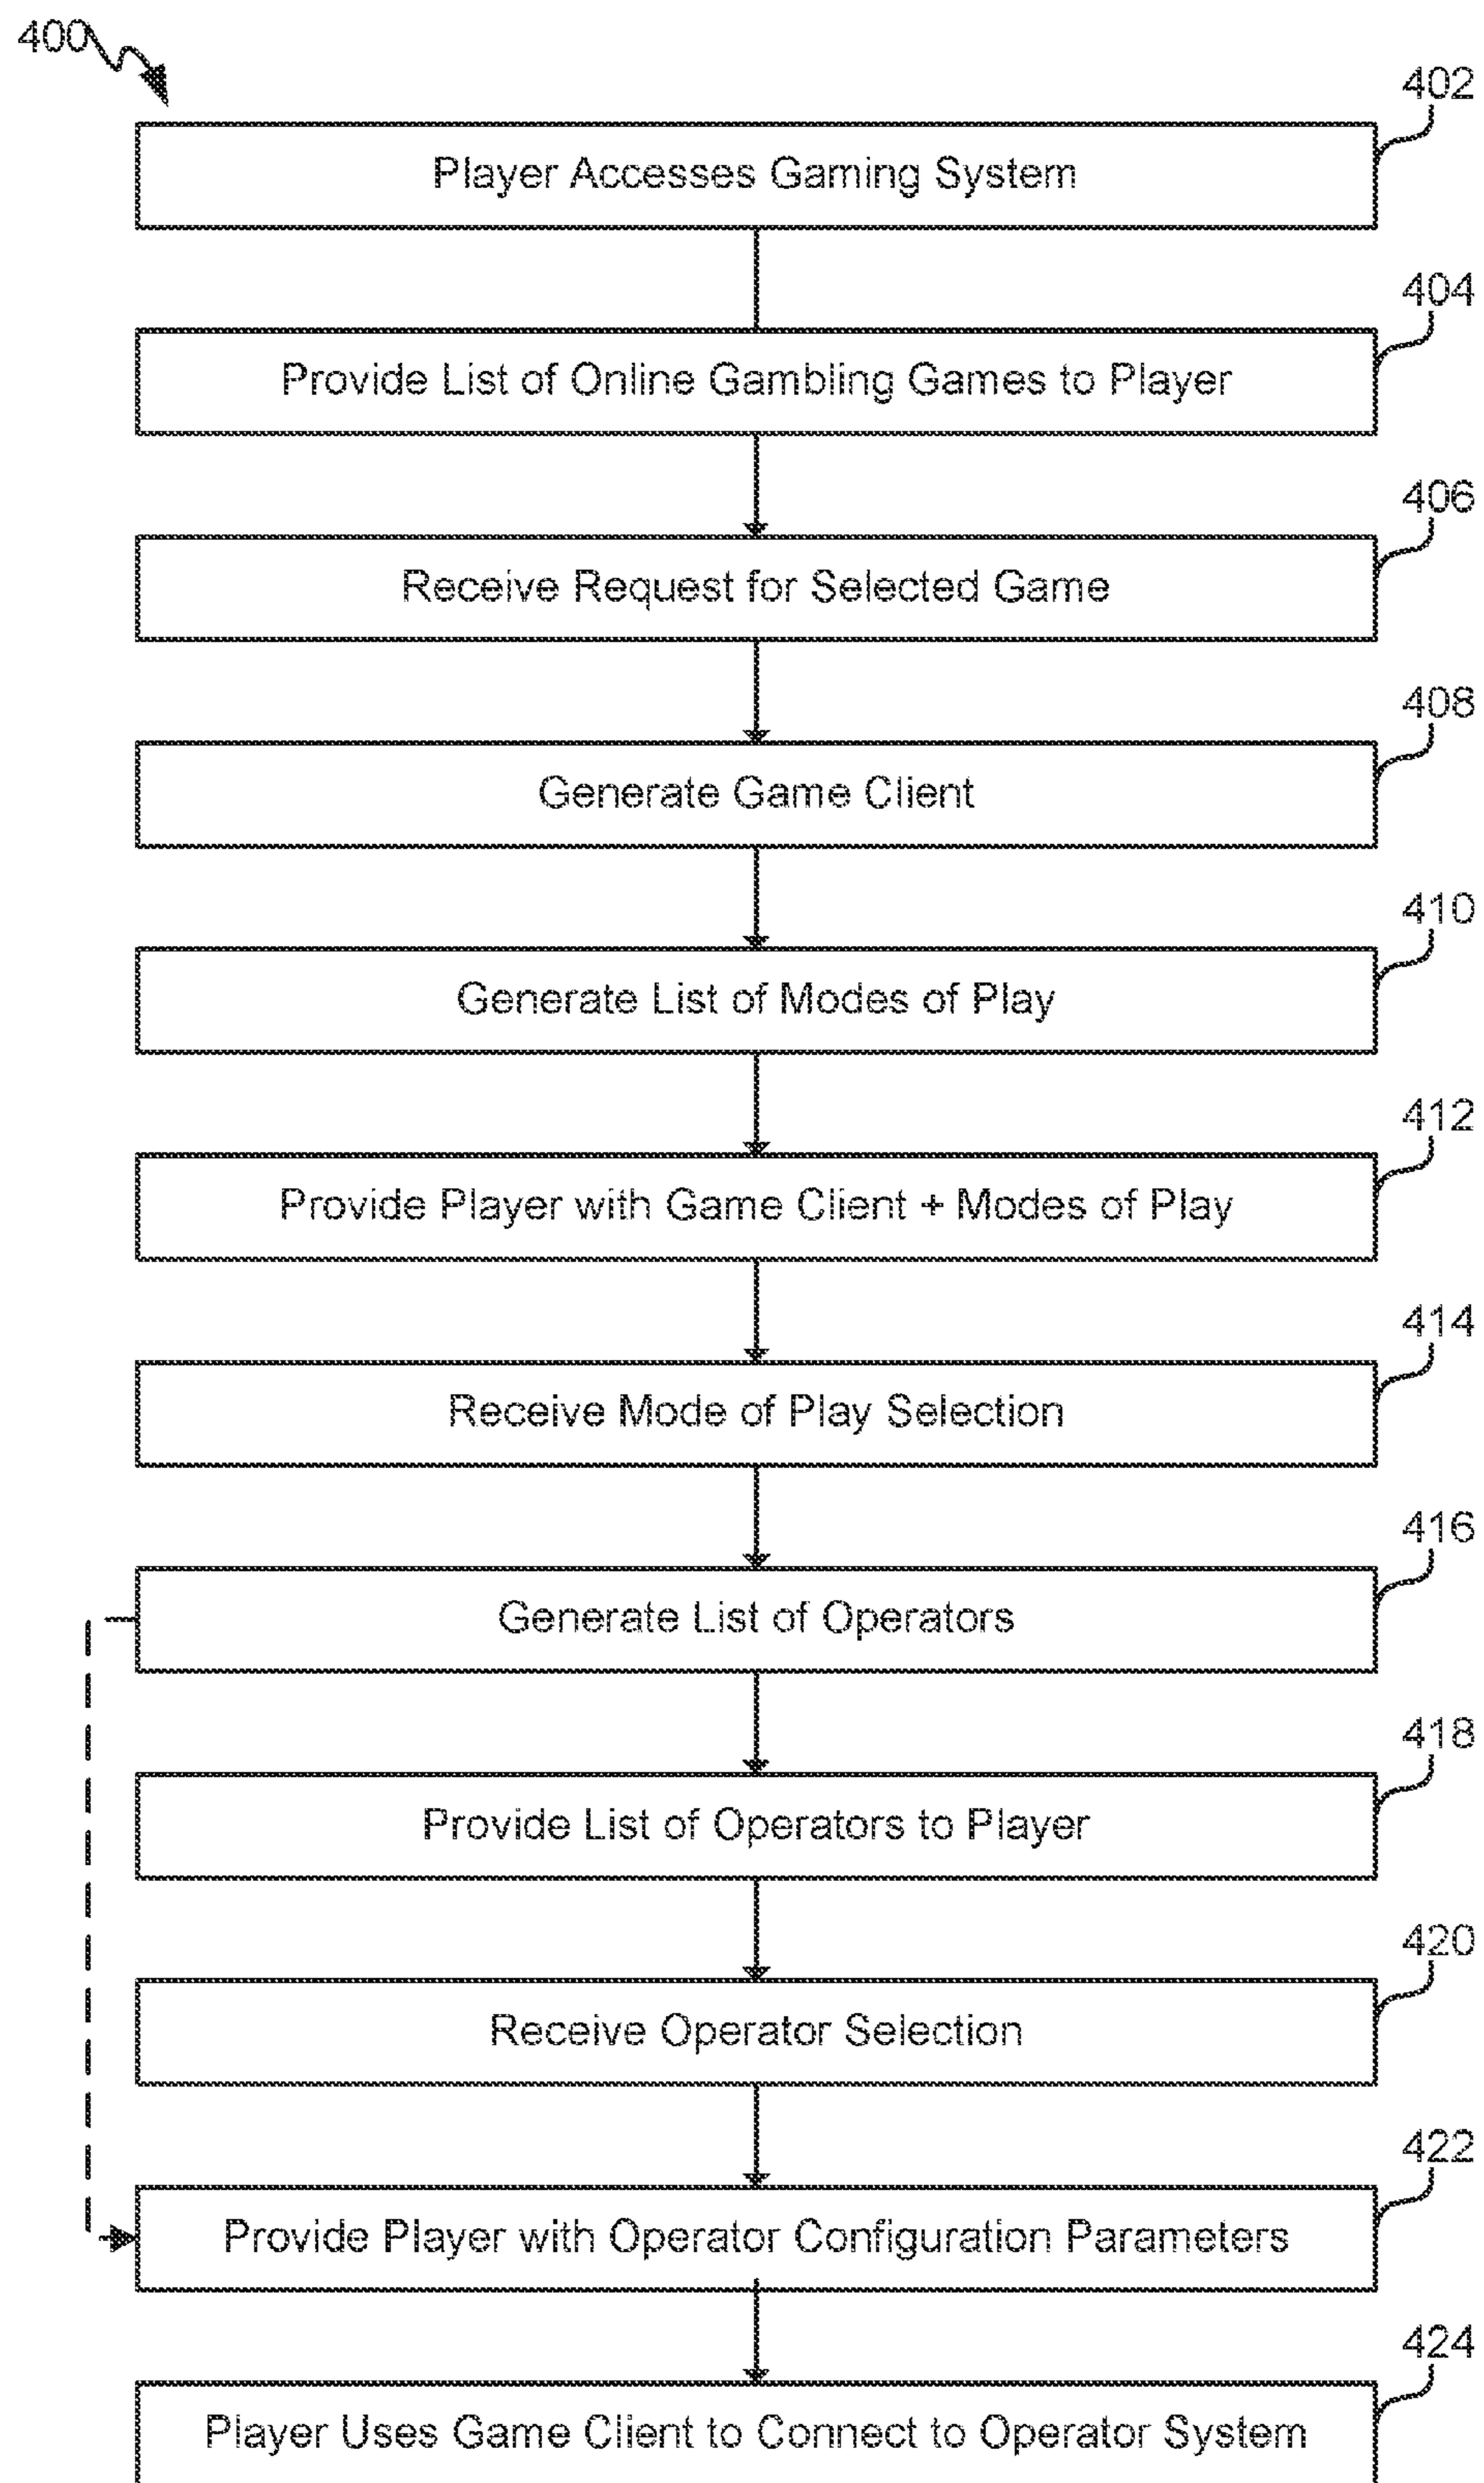 400
402
Player Accesses Gaming System
404
Provide List of Online Gambling Games to Player
406
Receive Request for Selected Game
408
Generate Game Client
410
Generate List of Modes of Play
412
Provide Player with Game Client + Modes of Play
414
Receive Mode of Play Selection
416
Generate List of Operators
418
Provide List of Operators to Player
420
Receive Operator Selection
422
Provide Player with Operator Configuration Parameters
424
Player Uses Game Client to Connect to Operator System